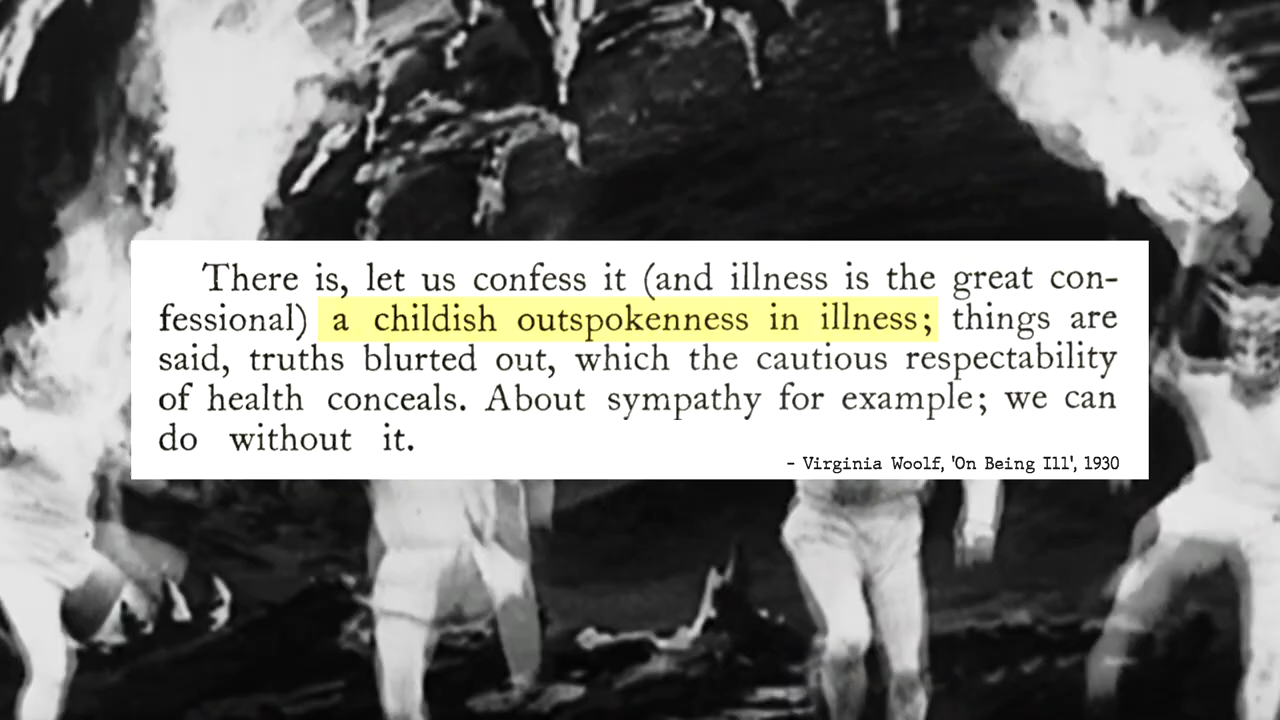 There is, let us confess it (and illness is the great con-
fessional) a childish outspokenness in illness; things are
said, truths blurted out, which the cautious respectability
of health conceals. About sympathy for example; we can
do without it.
– Virginia Woolf, 'On Being Ill', 1930